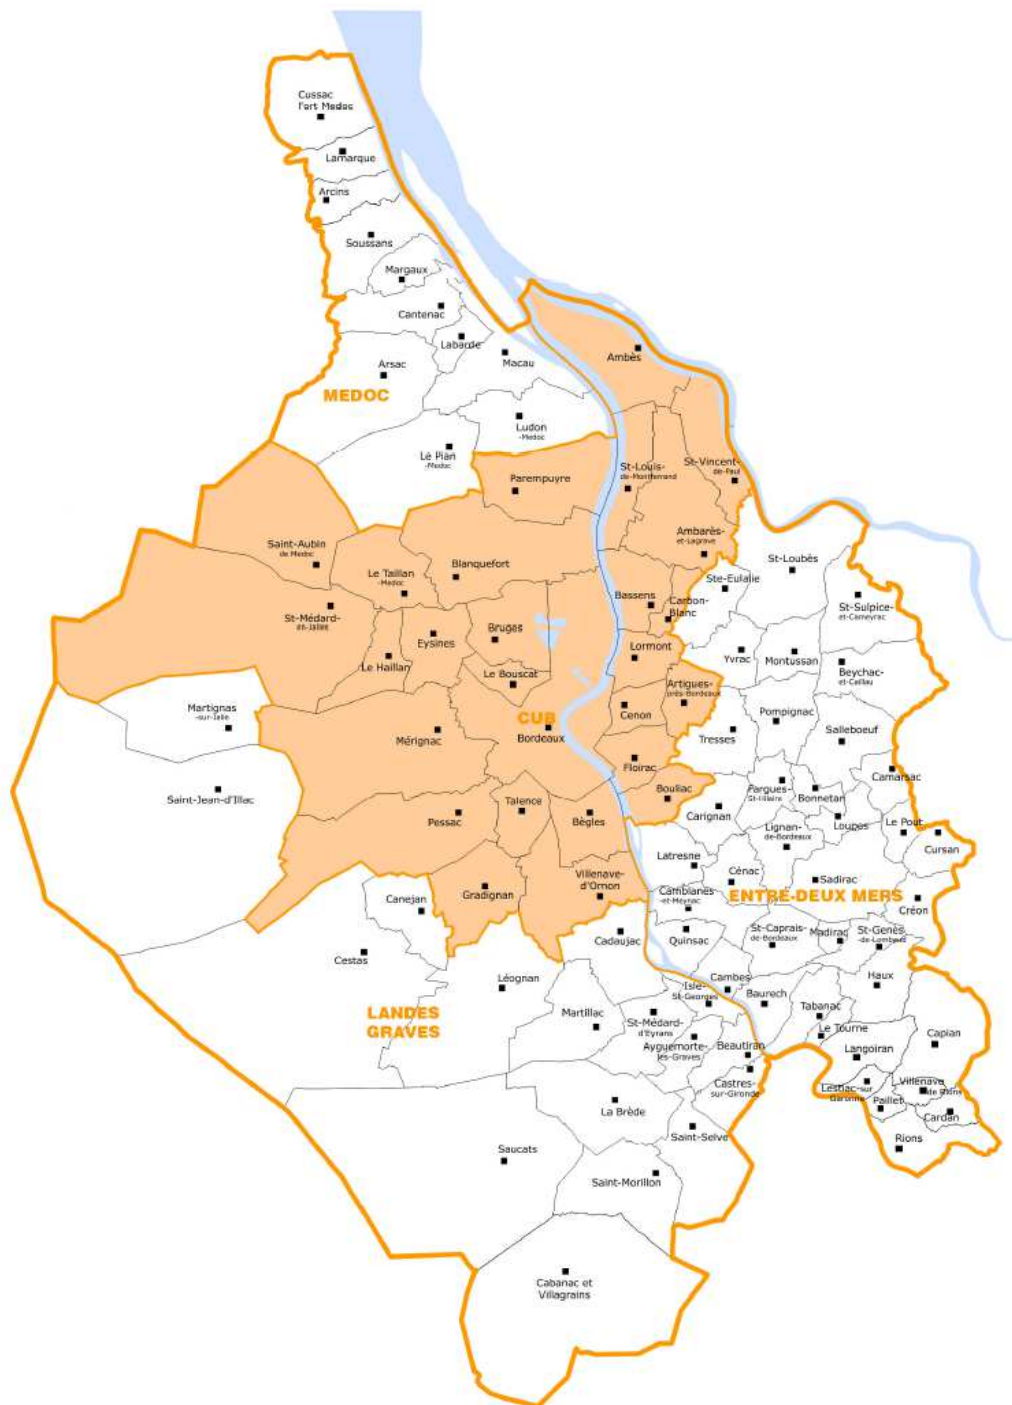 Cussac
Fort Medoc
Lamarque
Arcins
Soussans
Margaux
Cantenac
Labarde
Macau
Arsac
MEDOC
Ludon
-Medoc
Le Pian
-Medoc
Ambès
Parempuyre
St-Louis-
de-Montferrand
St-Vincent-
de-Paul
Ambarès-
et-Lagrave
Saint-Aubin
de Medoc
Le Taillan
-Medoc
Blanquefort
St-Médard-
en-Jalles
Eysines
Bruges
Le Haillan
Le Bouscat
Bassens
Carbon-
Blanc
Lormont
Artigues-
près-Bordeaux
Ste-Eulalie
St-Loubès
St-Sulpice-
et-Cameyrac
Yvrac
Montussan
Beychac-
et-Caillau
Martignas
-sur-Jalle
Mérignac
CUB
Bordeaux
Cenon
Floirac
Bouliac
Tresses
Pompignac
Salleboeuf
Camarsac
Saint-Jean-d'Illac
Pessac
Talence
Bègles
Carignan
Fargues-
St-Hilaire
Bonnetan
Loupes
Le Pout
Cursan
Lignan-
de-Bordeaux
Latresne
Cénac
Sadirac
Gradignan
Villenave-
d'Ornon
Camblanes
-et-Meynac
ENTRE-DEUX MERS
Créon
Canejan
Cestas
Cadaujac
Quinsac
St-Caprais-
de-Bordeaux
Madirac
St-Genès
-de-Lombaud
Léognan
LANDES
GRAVES
Martillac
Isle-
St-Georges
Cambes
Baurech
Tabanac
Haux
St-Médard-
d'Eyrans
Ayguemorte-
les-Graves
Beautiran
Le Tourne
Langoiran
Capian
Castres-
sur-Gironde
Lestiac-sur
Garonne
Villenave
de Rions
Paillet
Cardan
Rions
La Brède
Saint-Selve
Saucats
Saint-Morillon
Cabanac et
Villagrains